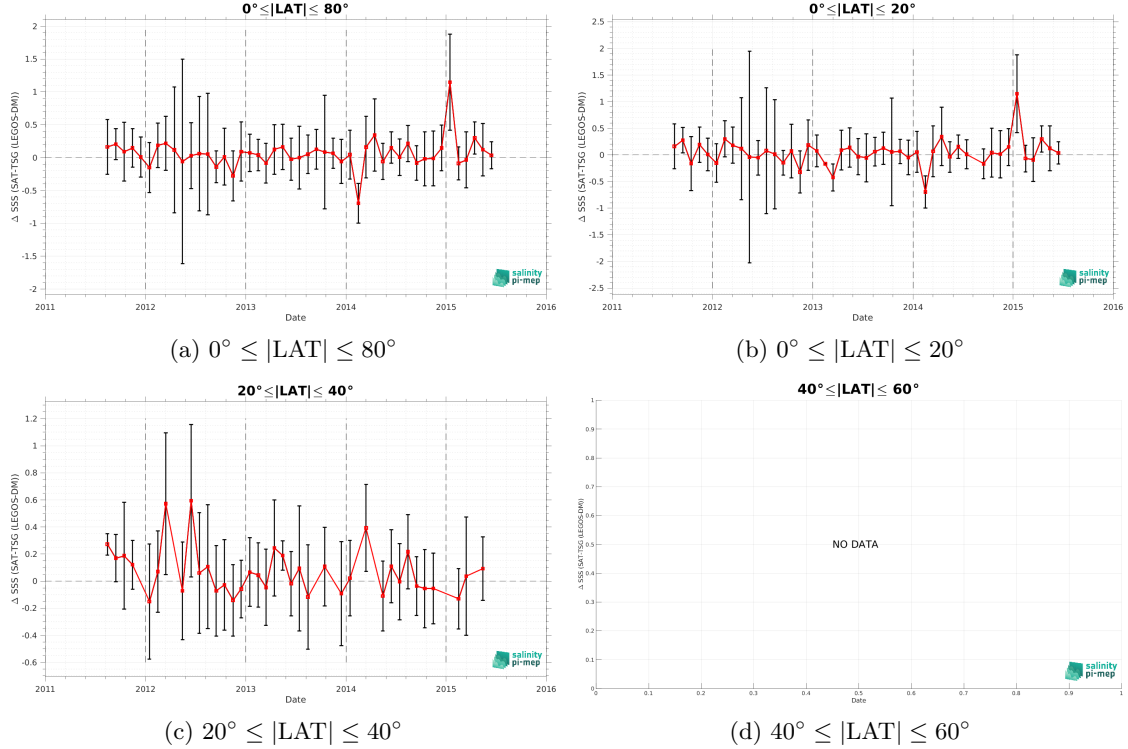 0°≤|LAT|≤ 80°
Δ SSS (SAT-TSG (LEGOS-DM))
2
1.5
1
0.5
0
-0.5
-1
-1.5
-2
2011 2012 2013 2014 2015 2016
Date
salinity
pi-mep
(a) 0° ≤ |LAT| ≤ 80°
0°≤|LAT|≤ 20°
Δ SSS (SAT-TSG (LEGOS-DM))
2.5
2
1.5
1
0.5
0
-0.5
-1
-1.5
-2
-2.5
2011 2012 2013 2014 2015 2016
Date
salinity
pi-mep
(b) 0° ≤ |LAT| ≤ 20°
20°≤|LAT|≤ 40°
Δ SSS (SAT-TSG (LEGOS-DM))
1.2
1
0.8
0.6
0.4
0.2
0
-0.2
-0.4
-0.6
2011 2012 2013 2014 2015 2016
Date
salinity
pi-mep
(c) 20° ≤ |LAT| ≤ 40°
40°≤|LAT|≤ 60°
Δ SSS (SAT-TSG (LEGOS-DM))
1
0.9
0.8
0.7
0.6
0.5
0.4
0.3
0.2
0.1
0
NO DATA
0 0.1 0.2 0.3 0.4 0.5 0.6 0.7 0.8 0.9 1
Date
salinity
pi-mep
(d) 40° ≤ |LAT| ≤ 60°